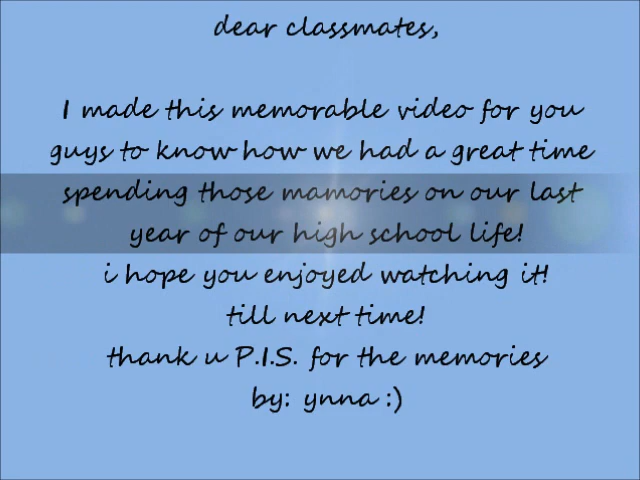 dear classmates,
I made this memorable video for you
guys to know how we had a great time
spending those mamories on our last
year of our high school life!
i hope you enjoyed watching it!
till next time!
thank u P.I.S. for the memories
by: ynna :)